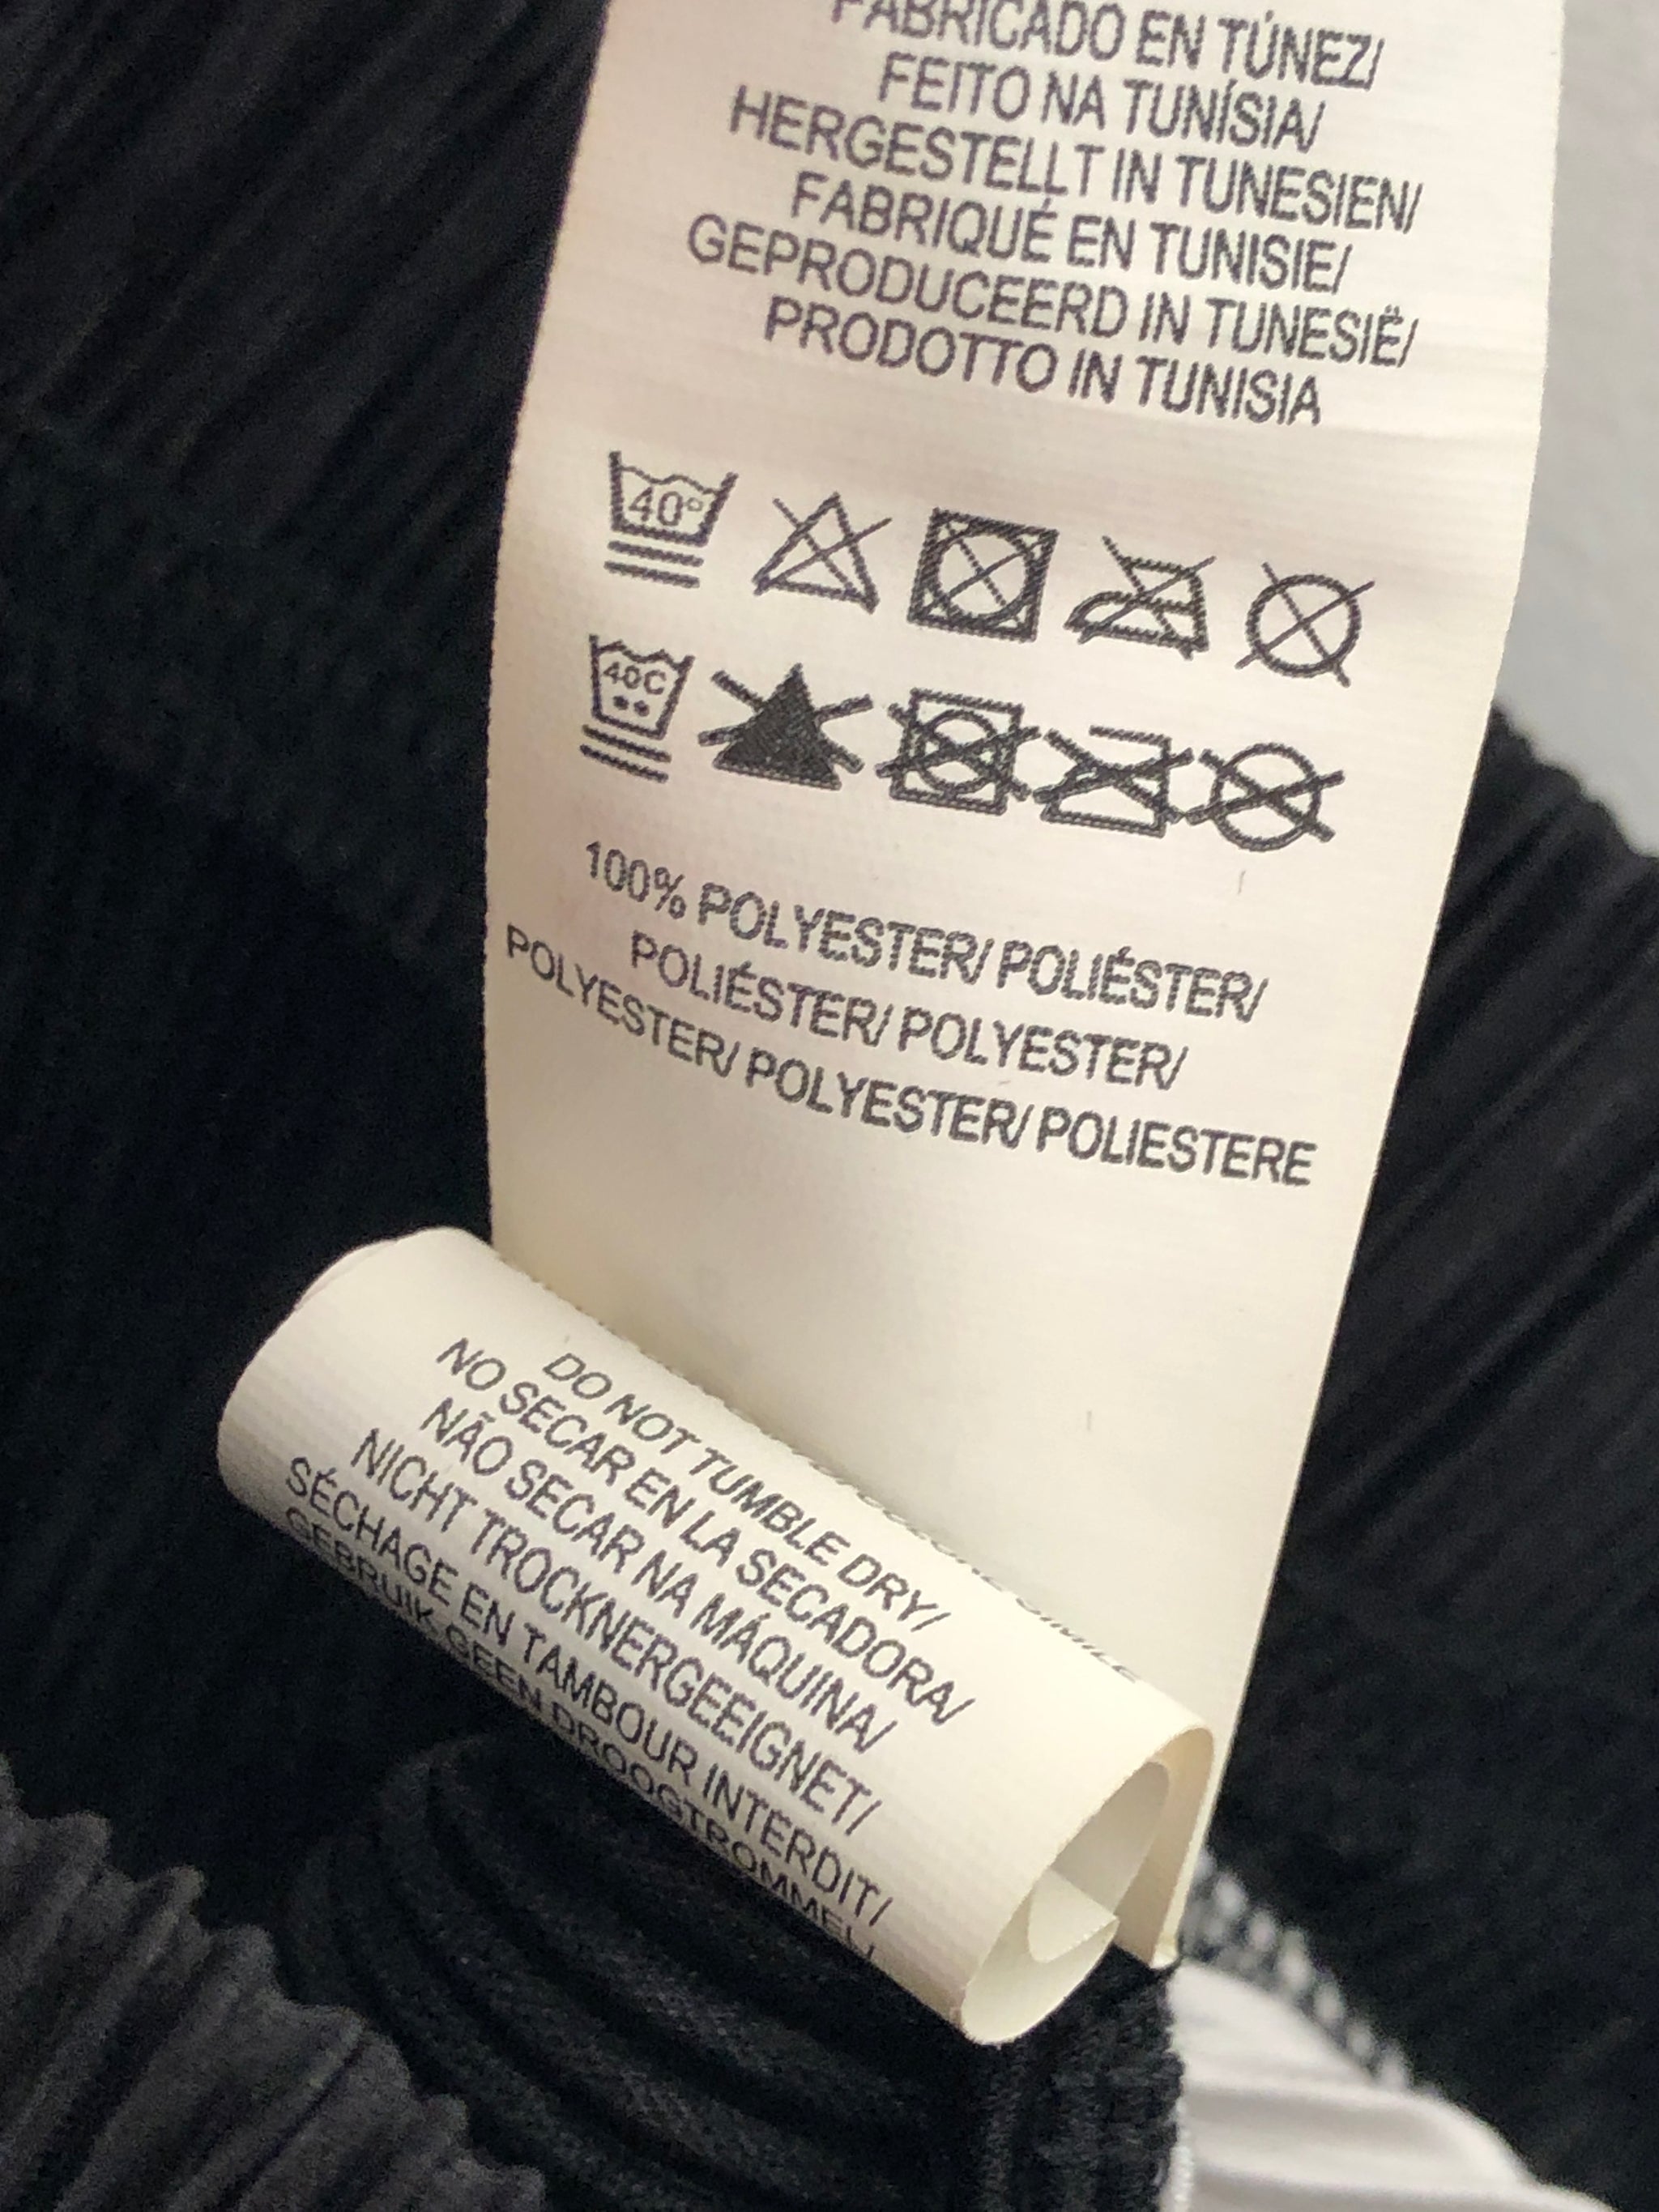 FABRICADO EN TÚNEZ/
FEITO NA TUNÍSIA/
HERGESTELLT IN TUNESIEN/
FABRIQUÉ EN TUNISIE/
GEPRODUCEERD IN TUNESIË/
PRODOTTO IN TUNISIA
40°
40C
100% POLYESTER/ POLIÉSTER/
POLIÉSTER/ POLYESTER/
POLYESTER/ POLYESTER/ POLIESTERE
DO NOT TUMBLE DRY/
NO SECAR EN LA SECADORA/
NÃO SECAR NA MÁQUINA/
NICHT TROCKNERGEEIGNET/
SÉCHAGE EN TAMBOUR INTERDIT/
GEBRUIK GEEN DROOGTROMMEL/